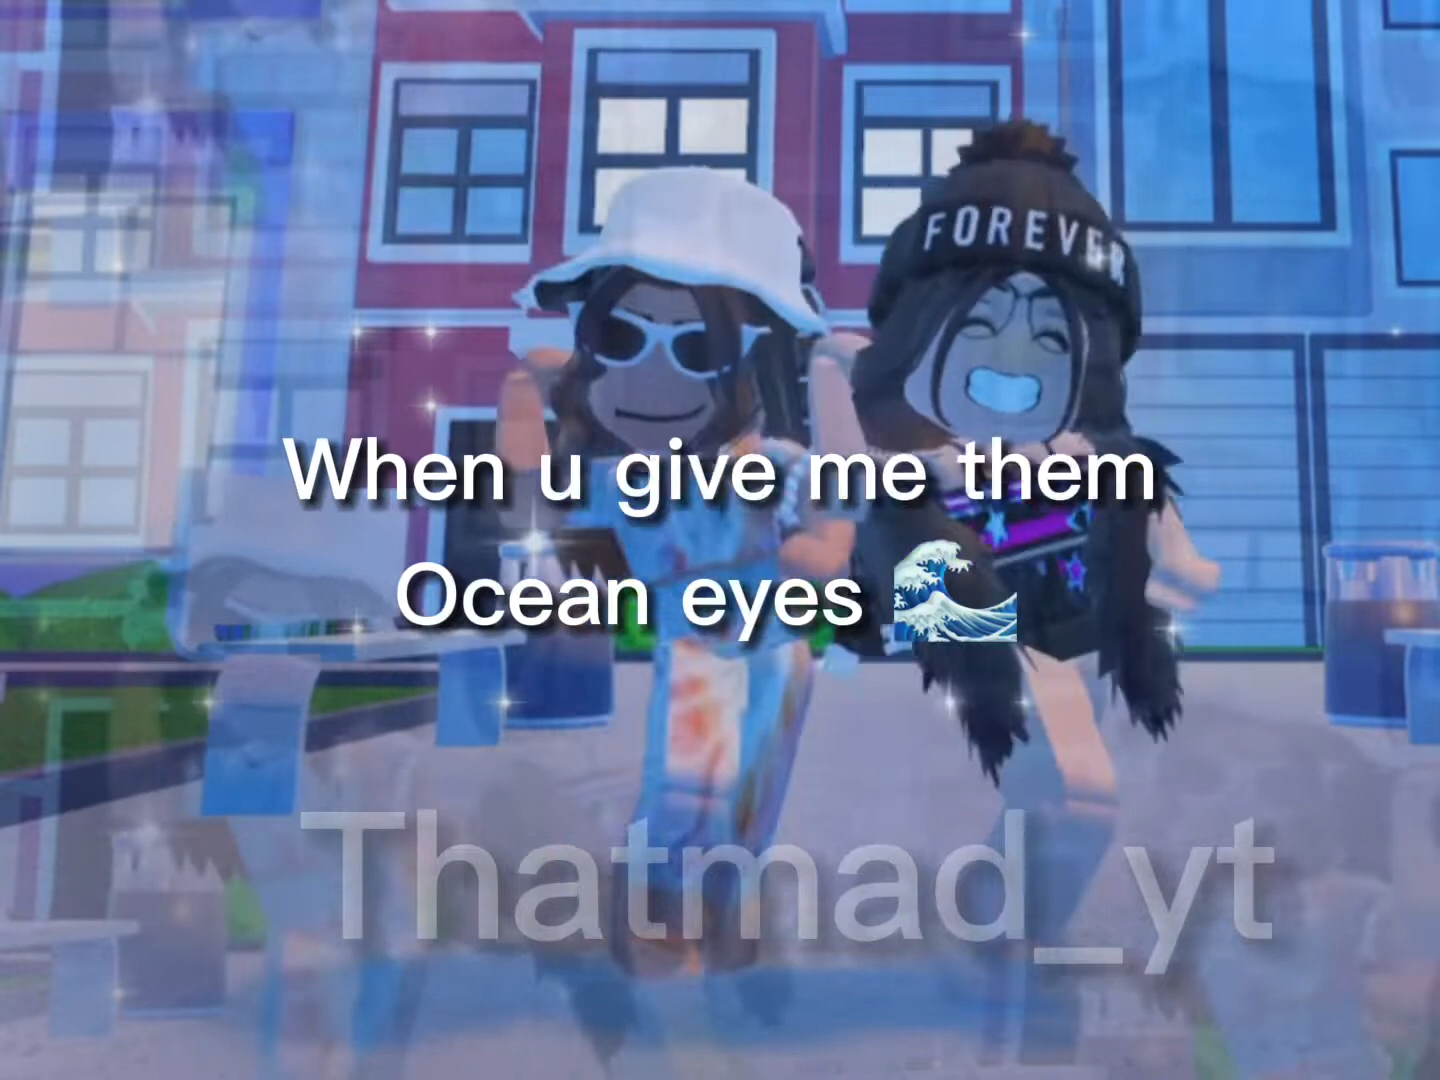 FOREVER
When u give me them
Ocean eyes 🌊
Thatmad_yt